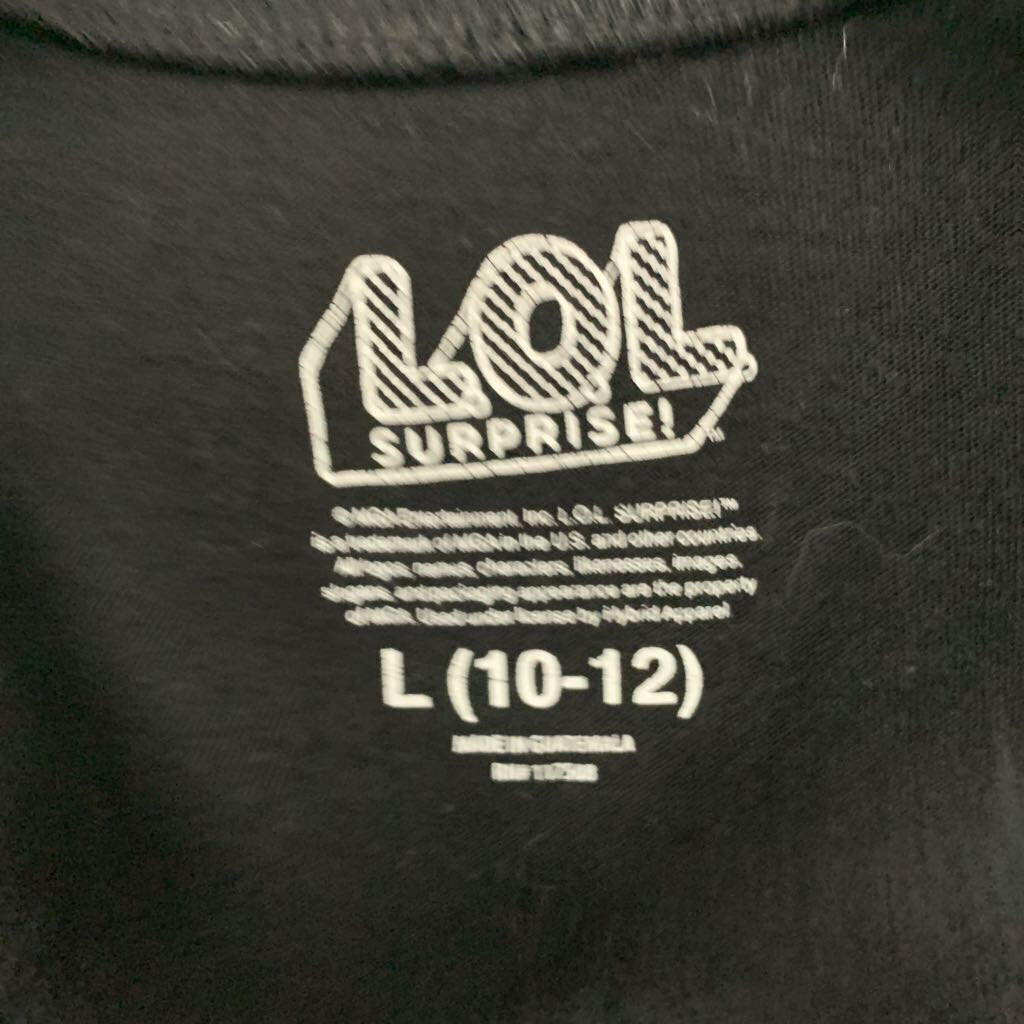 LOL
SURPRISE!
TM
© MGA Entertainment, Inc. L.O.L. SURPRISE!™
is a trademark of MGA in the U.S. and other countries.
All logos, names, characters, likenesses, images,
slogans, and packaging appearance are the property
of MGA. Used under license by Hybrid Apparel
L (10-12)
MADE IN GUATEMALA